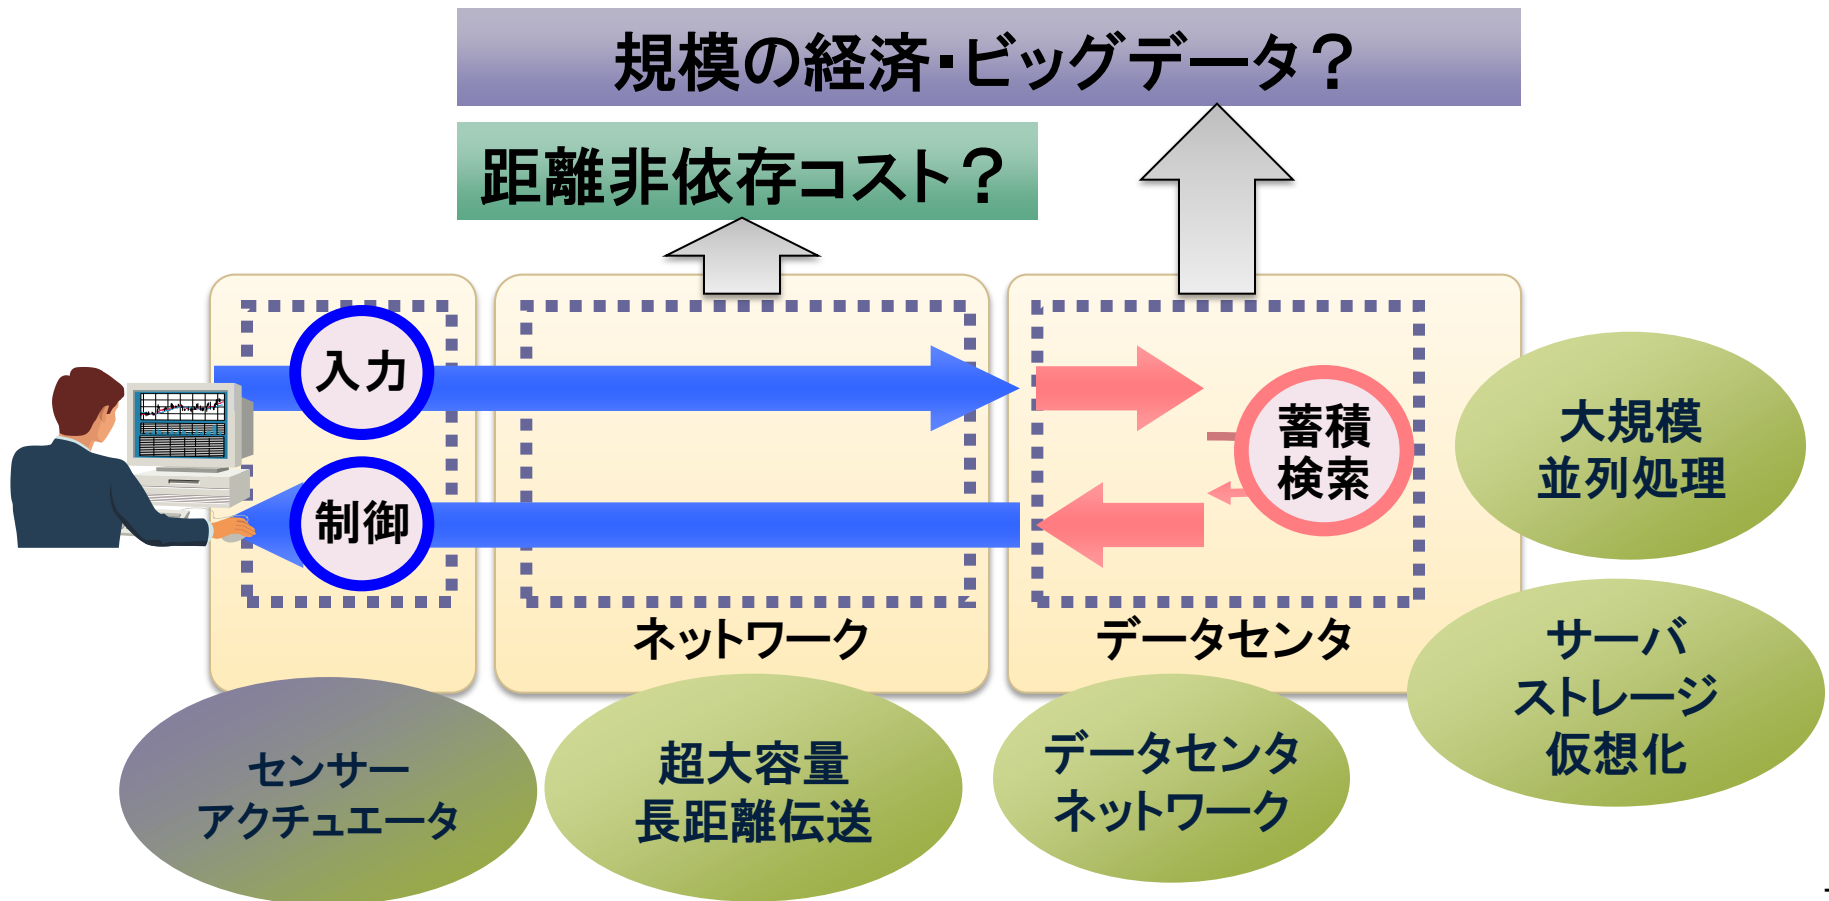 規模の経済・ビッグデータ？
距離非依存コスト？
入力
制御
蓄積
検索
ネットワーク
データセンタ
大規模
並列処理
サーバ
ストレージ
仮想化
センサー
アクチュエータ
超大容量
長距離伝送
データセンタ
ネットワーク